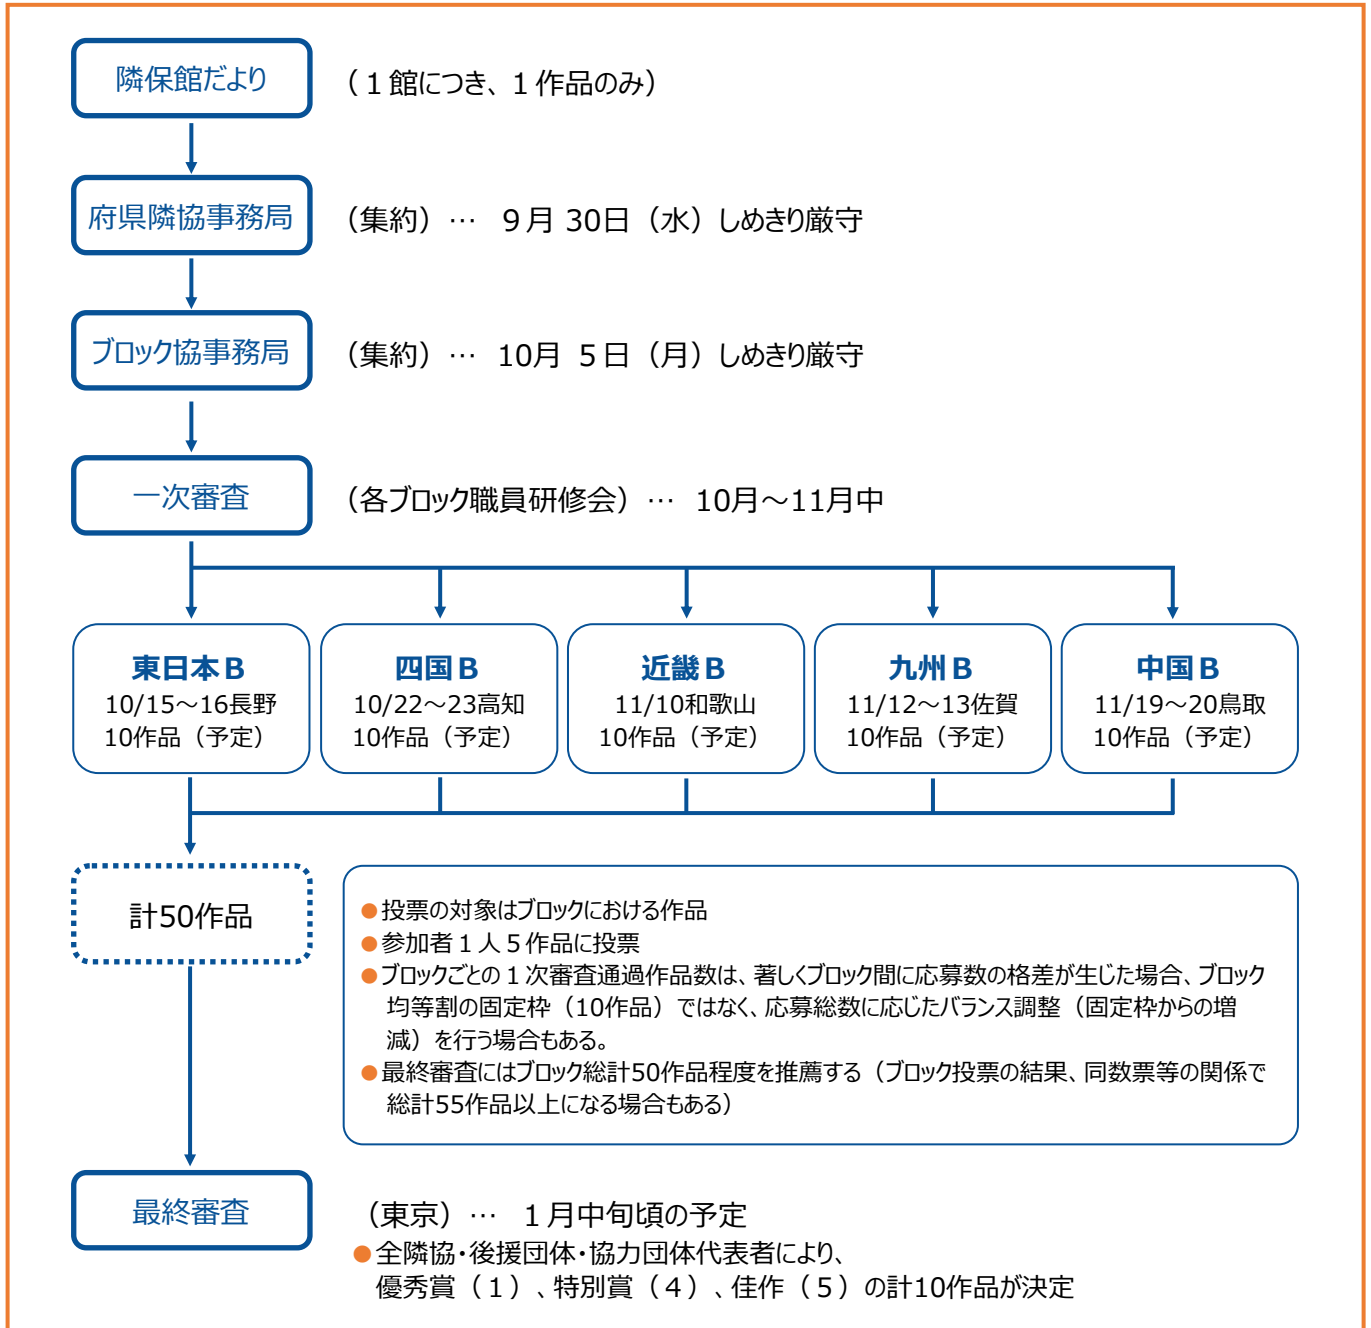 隣保館だより
（１館につき、１作品のみ）
府県隣協事務局
（集約）… ９月 30日（水）しめきり厳守
ブロック協事務局
（集約）… 10月 ５日（月）しめきり厳守
一次審査
（各ブロック職員研修会）… 10月～11月中
東日本Ｂ
10/15～16長野
10作品（予定）
四国Ｂ
10/22～23高知
10作品（予定）
近畿Ｂ
11/10和歌山
10作品（予定）
九州Ｂ
11/12～13佐賀
10作品（予定）
中国Ｂ
11/19～20鳥取
10作品（予定）
計50作品
●投票の対象はブロックにおける作品
●参加者１人５作品に投票
●ブロックごとの１次審査通過作品数は、著しくブロック間に応募数の格差が生じた場合、ブロック
均等割の固定枠（10作品）ではなく、応募総数に応じたバランス調整（固定枠からの増
減）を行う場合もある。
●最終審査にはブロック総計50作品程度を推薦する（ブロック投票の結果、同数票等の関係で
総計55作品以上になる場合もある）
最終審査
（東京）… １月中旬頃の予定
●全隣協・後援団体・協力団体代表者により、
優秀賞（１）、特別賞（４）、佳作（５）の計10作品が決定